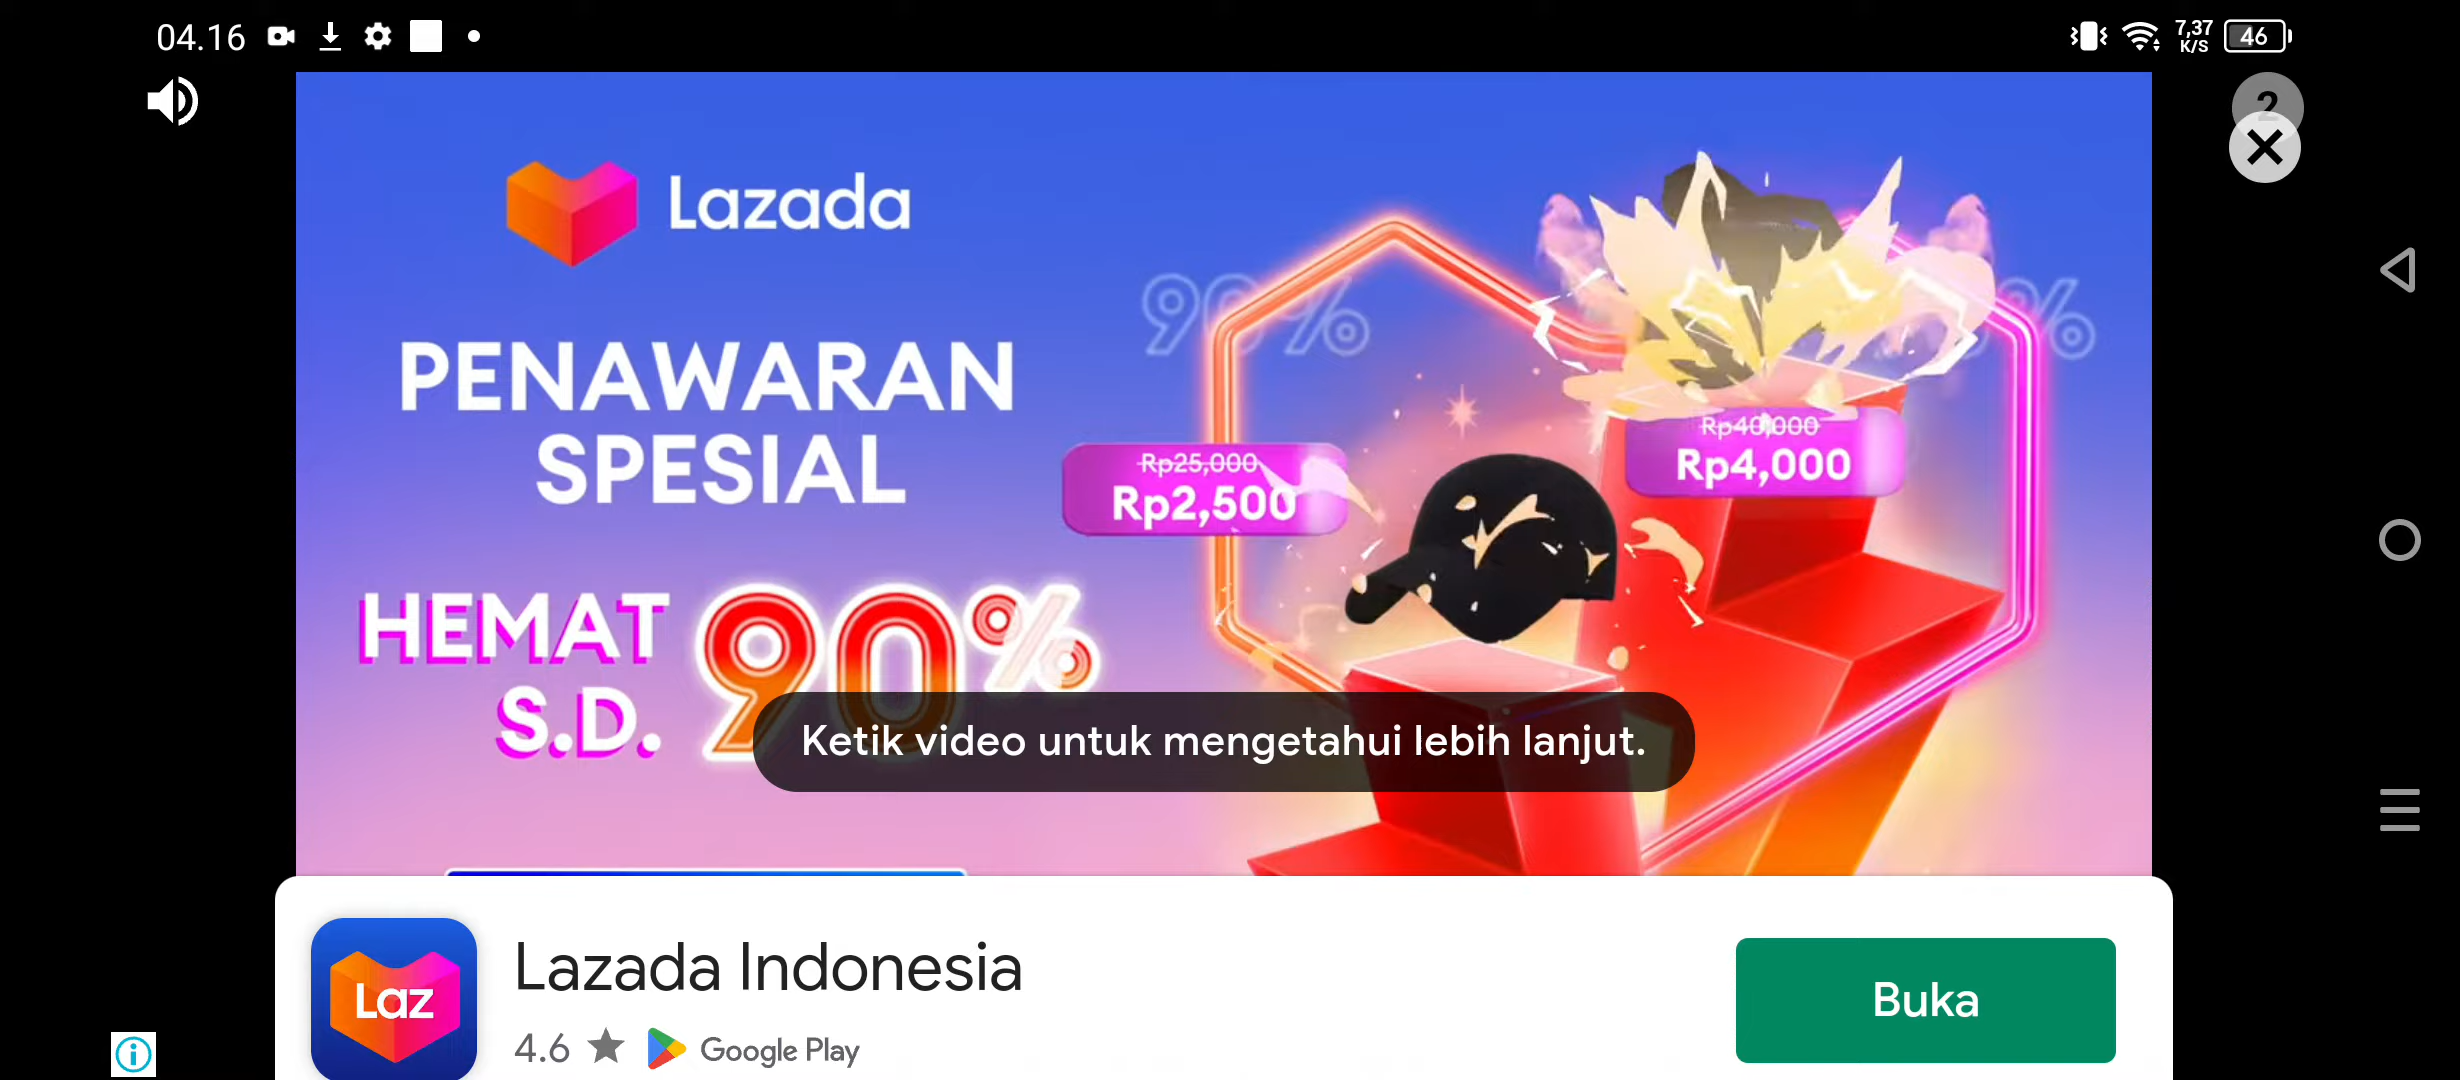 04.16
7,37
K/S
46
2
Lazada
PENAWARAN
SPESIAL
HEMAT
S.D. 90%
90%
%
Rp25,000
Rp2,500
Rp40,000
Rp4,000
Ketik video untuk mengetahui lebih lanjut.
Laz
Lazada Indonesia
4.6
Google Play
Buka